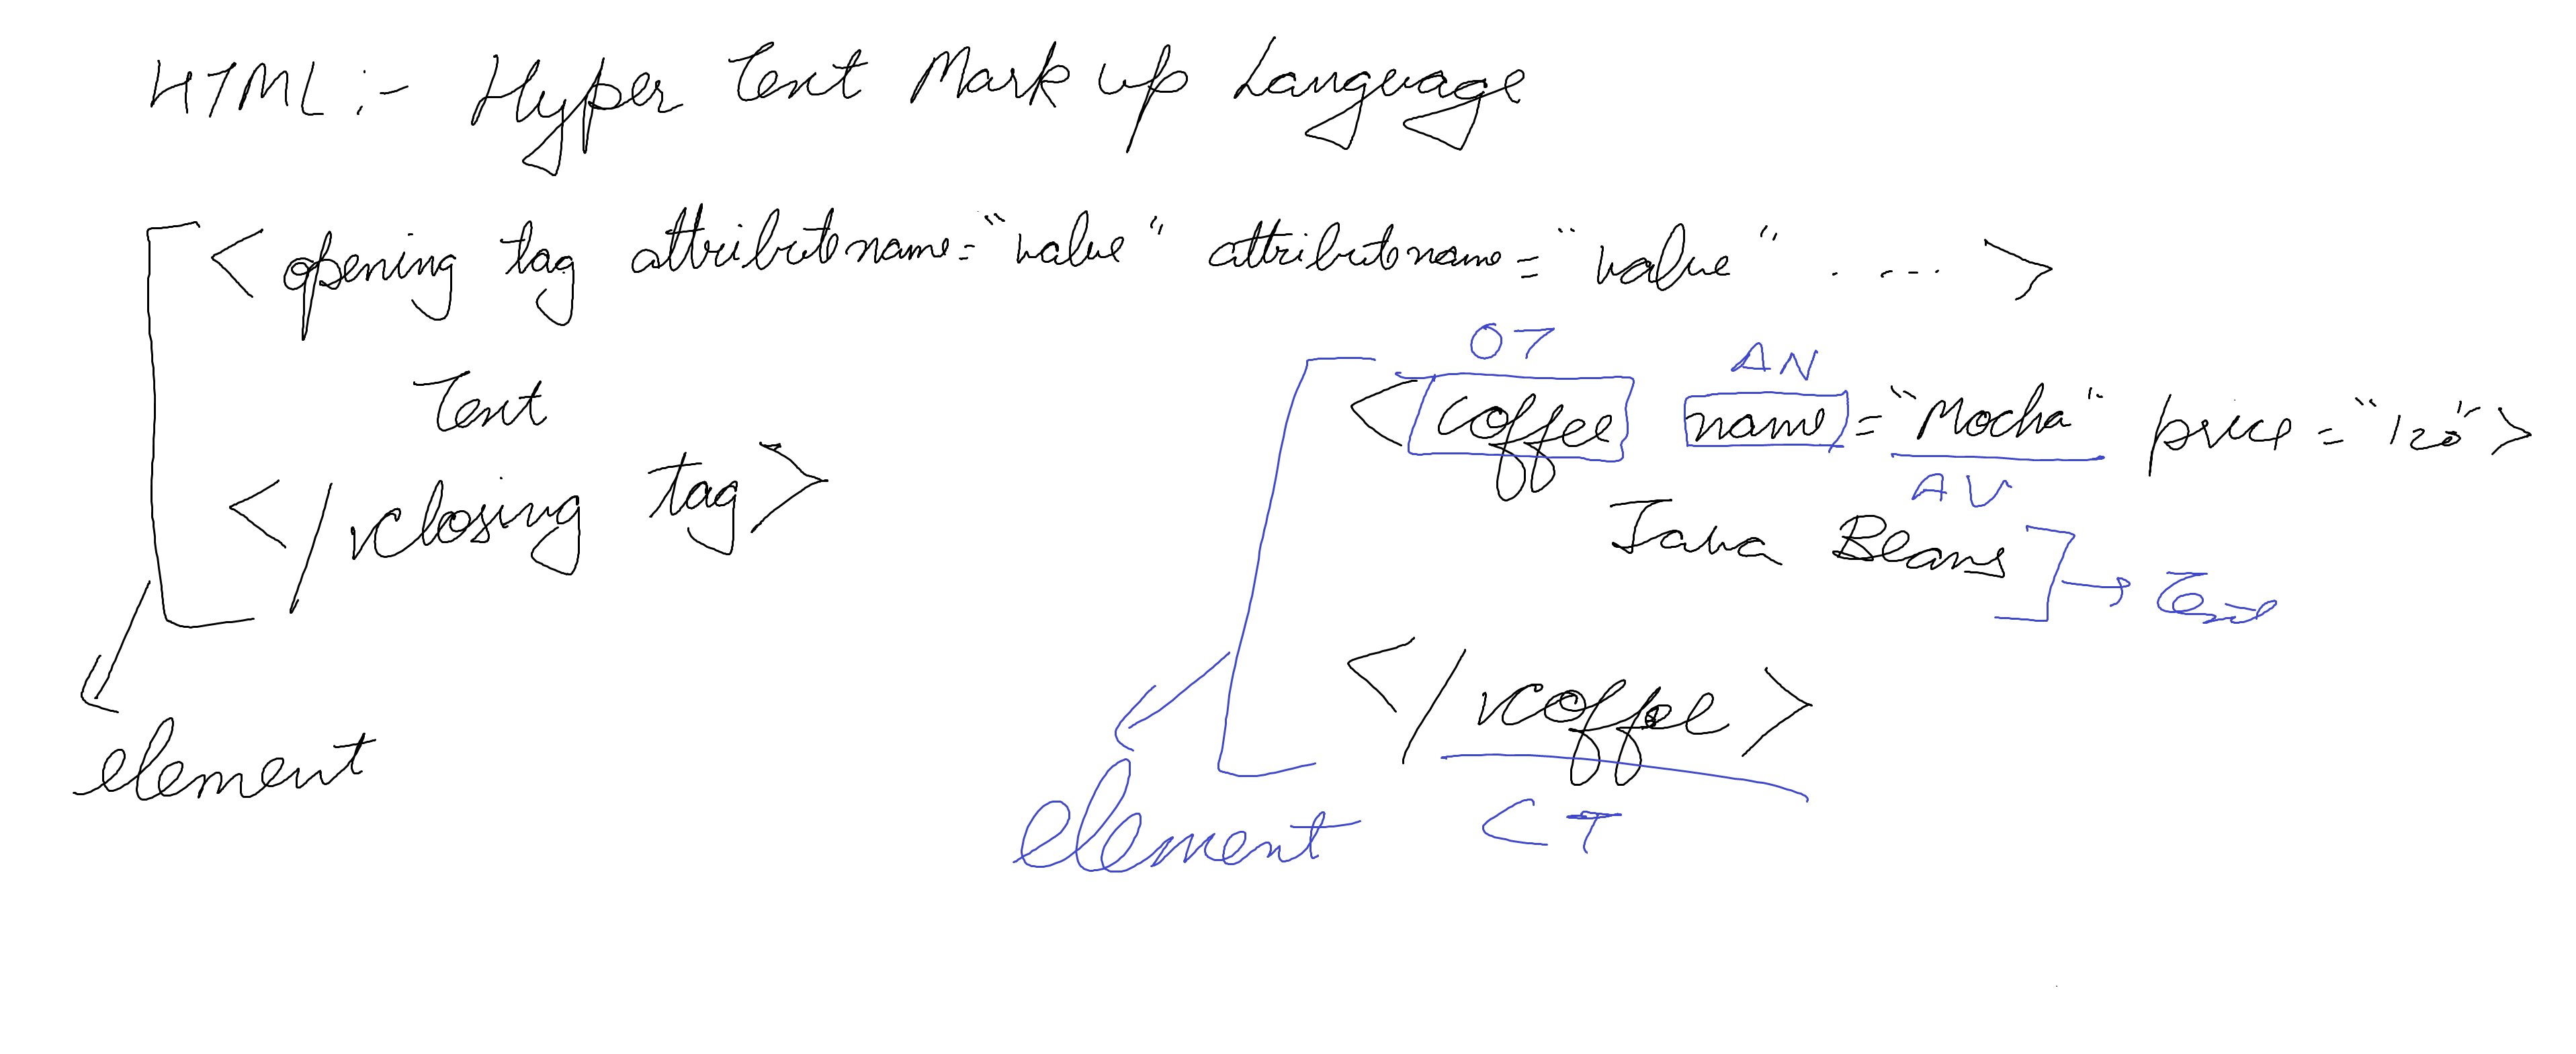 HTML :- Hyper Text Mark up Language
<opening tag attributename="value" attributename="value" . ... >
Text
</closing tag>
element
OT
AN
<coffee name="Mocha" price="120">
AV
Java Beans
Text
</coffee>
CT
element